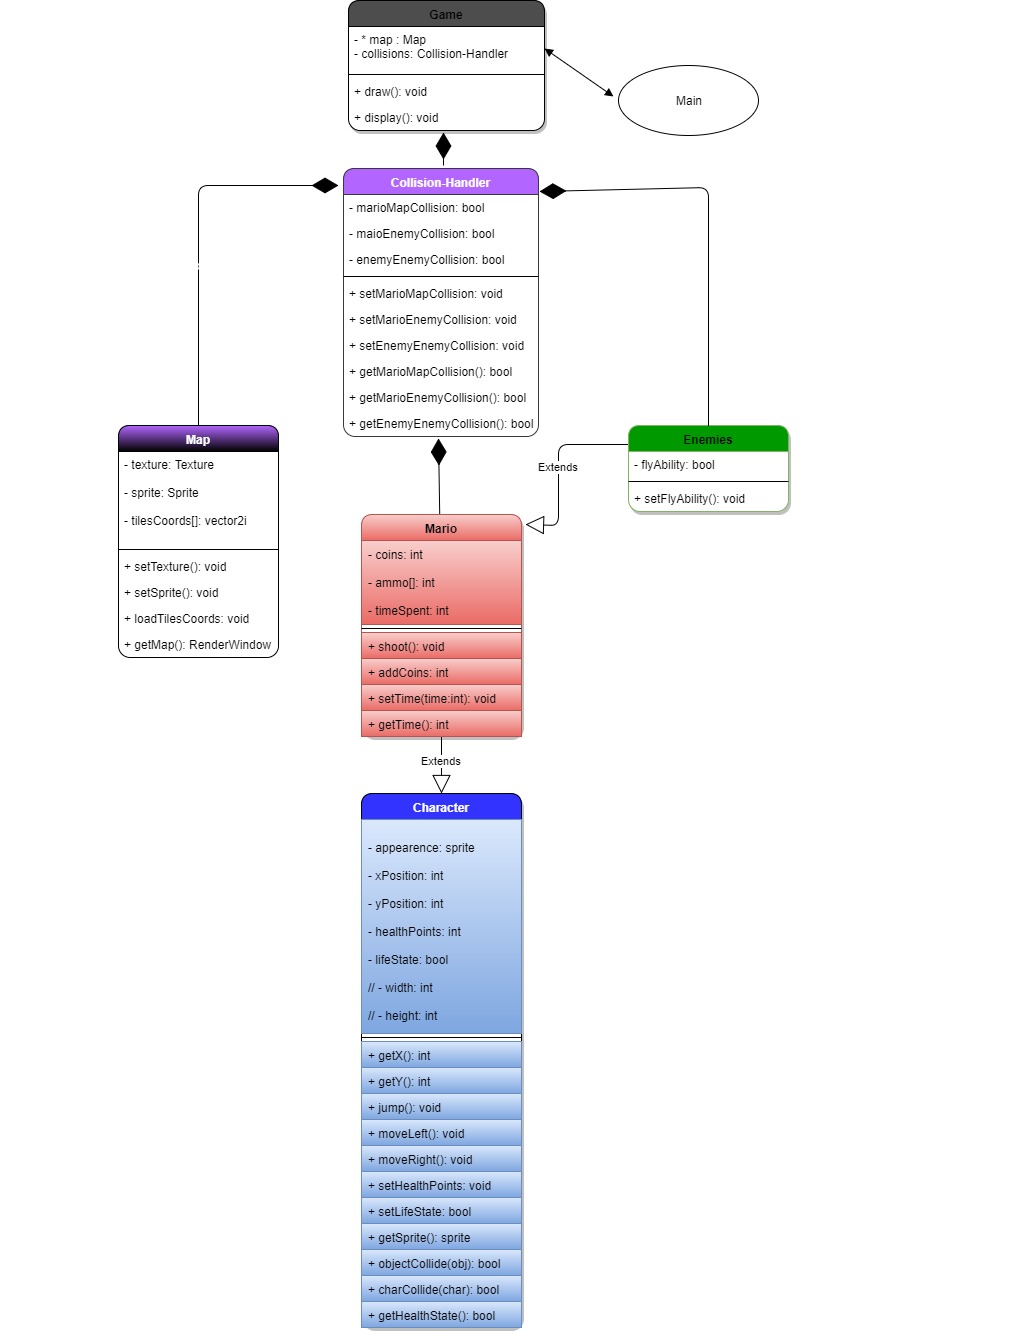 Game
- * map : Map
- collisions: Collision-Handler
+ draw(): void
+ display(): void
Main
Collision-Handler
- marioMapCollision: bool
- maioEnemyCollision: bool
- enemyEnemyCollision: bool
+ setMarioMapCollision: void
+ setMarioEnemyCollision: void
+ setEnemyEnemyCollision: void
+ getMarioMapCollision(): bool
+ getMarioEnemyCollision(): bool
+ getEnemyEnemyCollision(): bool
Map
- texture: Texture
- sprite: Sprite
- tilesCoords[]: vector2i
+ setTexture(): void
+ setSprite(): void
+ loadTilesCoords: void
+ getMap(): RenderWindow
Enemies
- flyAbility: bool
+ setFlyAbility(): void
Extends
Mario
- coins: int
- ammo[]: int
- timeSpent: int
+ shoot(): void
+ addCoins: int
+ setTime(time:int): void
+ getTime(): int
Extends
Character
- appearence: sprite
- xPosition: int
- yPosition: int
- healthPoints: int
- lifeState: bool
// - width: int
// - height: int
+ getX(): int
+ getY(): int
+ jump(): void
+ moveLeft(): void
+ moveRight(): void
+ setHealthPoints: void
+ setLifeState: bool
+ getSprite(): sprite
+ objectCollide(obj): bool
+ charCollide(char): bool
+ getHealthState(): bool